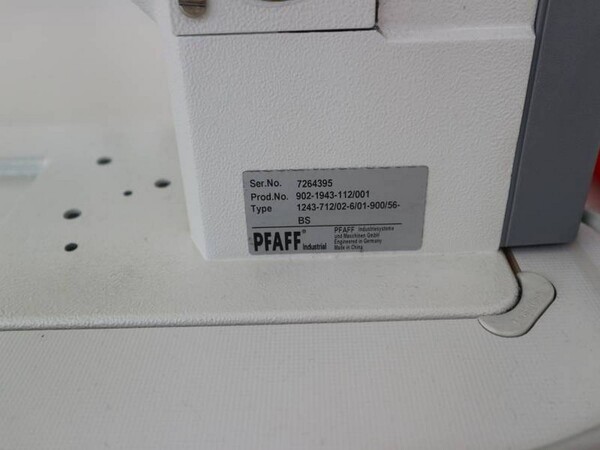 Ser.No. 7264395
Prod.No. 902-1943-112/001
Type 1243-712/02-6/01-900/56-
BS
PFAFF® Industrial
PFAFF Industriesysteme
und Maschinen GmbH
Engineered in Germany
Made in China